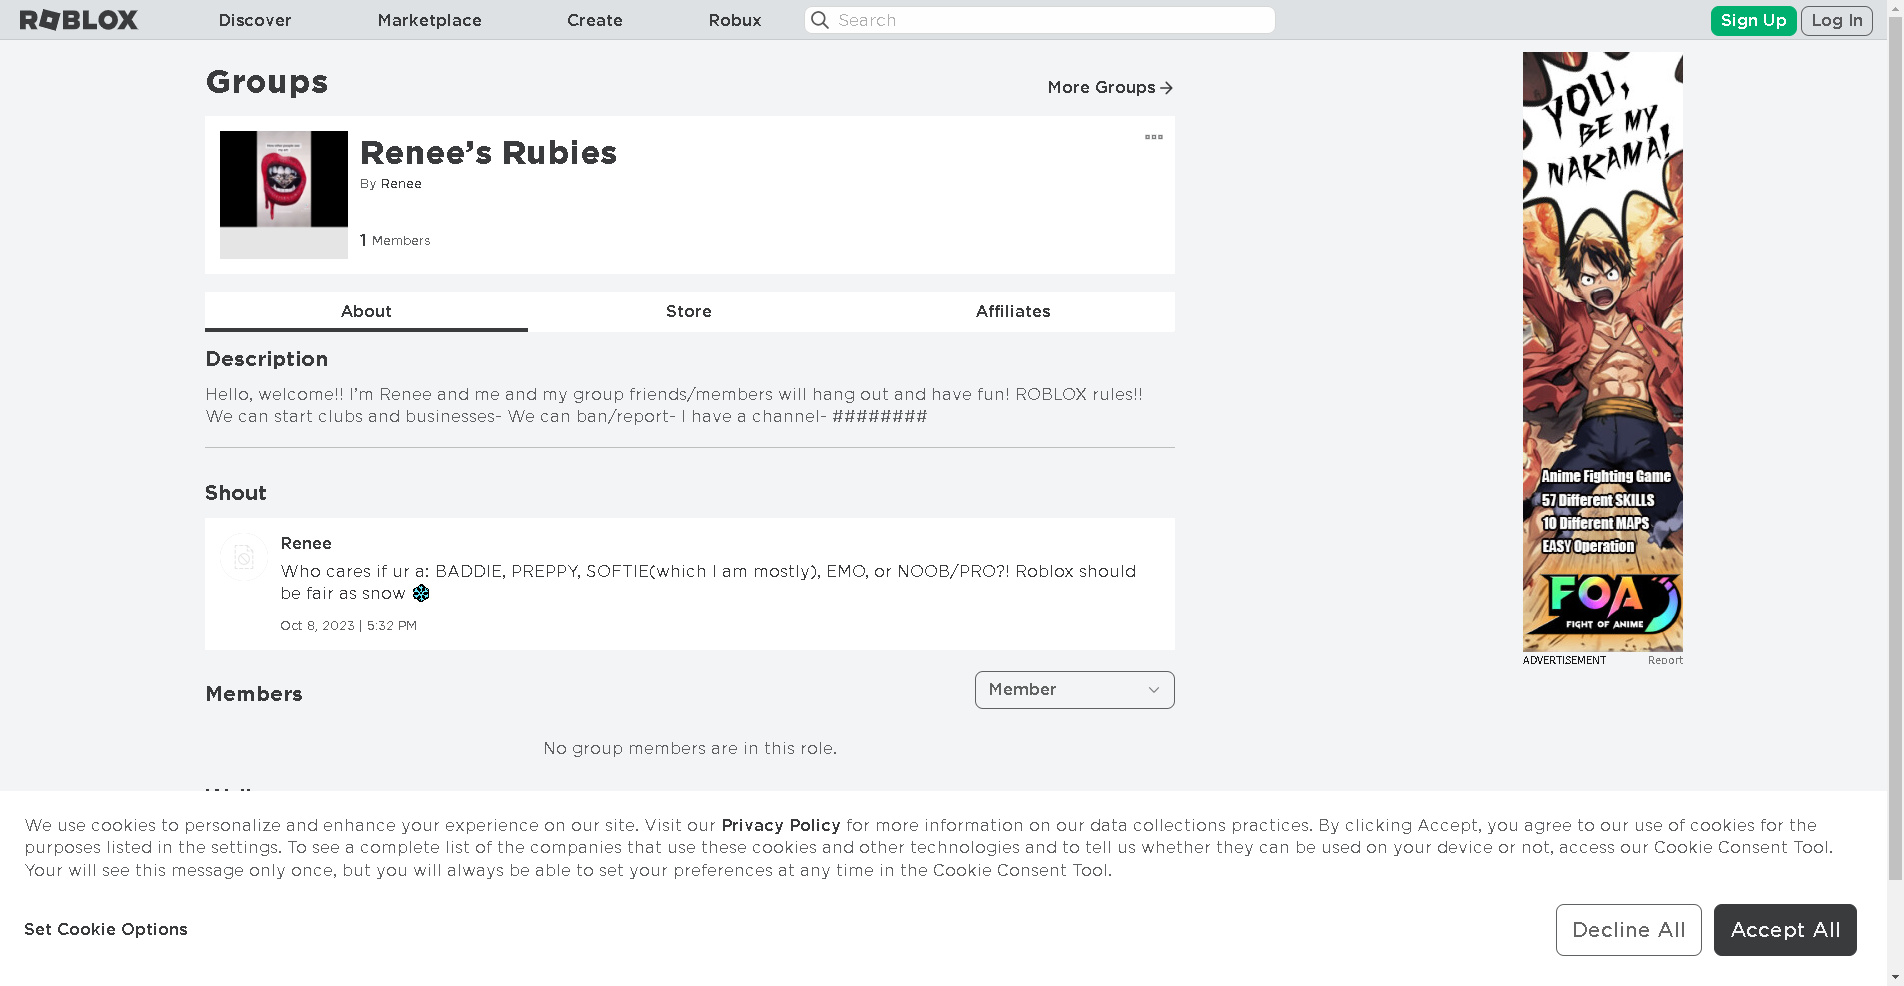 ROBLOX
Discover
Marketplace
Create
Robux
Search
Sign Up
Log In
Groups
More Groups
Renee’s Rubies
By Renee
1 Members
About
Store
Affiliates
Description
Hello, welcome!! I’m Renee and me and my group friends/members will hang out and have fun! ROBLOX rules!!
We can start clubs and businesses- We can ban/report- I have a channel- ########
Shout
Renee
Who cares if ur a: BADDIE, PREPPY, SOFTIE(which I am mostly), EMO, or NOOB/PRO?! Roblox should
be fair as snow
Oct 8, 2023 | 5:32 PM
Members
Member
No group members are in this role.
YOU,
BE MY
NAKAMA!
Anime Fighting Game
57 Different SKILLS
10 Different MAPS
EASY Operation
FOA
FIGHT OF ANIME
ADVERTISEMENT
Report
We use cookies to personalize and enhance your experience on our site. Visit our Privacy Policy for more information on our data collections practices. By clicking Accept, you agree to our use of cookies for the
purposes listed in the settings. To see a complete list of the companies that use these cookies and other technologies and to tell us whether they can be used on your device or not, access our Cookie Consent Tool.
Your will see this message only once, but you will always be able to set your preferences at any time in the Cookie Consent Tool.
Set Cookie Options
Decline All
Accept All